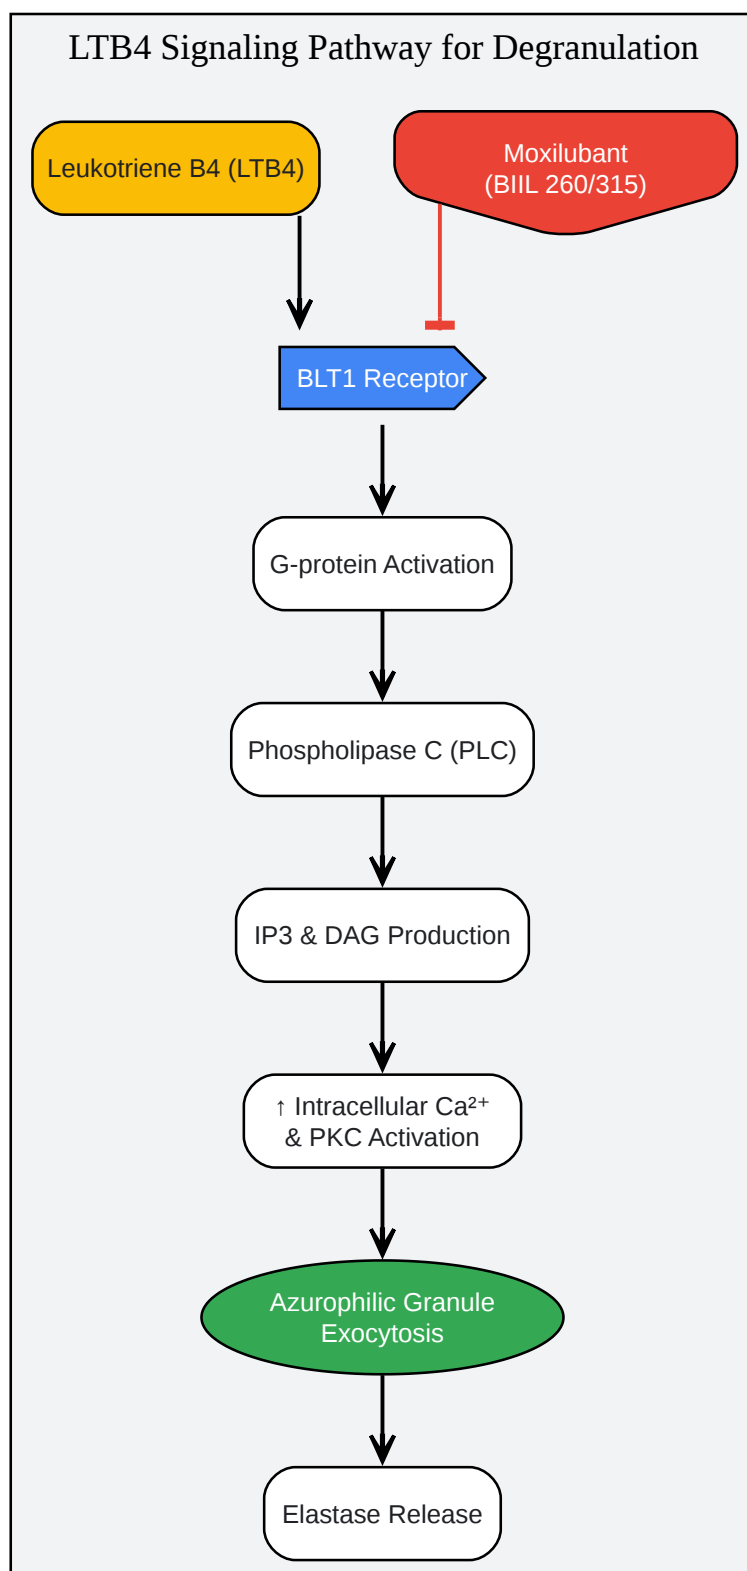 LTB4 Signaling Pathway for Degranulation
Leukotriene B4 (LTB4)
Moxilubant
(BIIL 260/315)
BLT1 Receptor
G-protein Activation
Phospholipase C (PLC)
IP3 & DAG Production
↑ Intracellular Ca²⁺
& PKC Activation
Azurophilic Granule
Exocytosis
Elastase Release